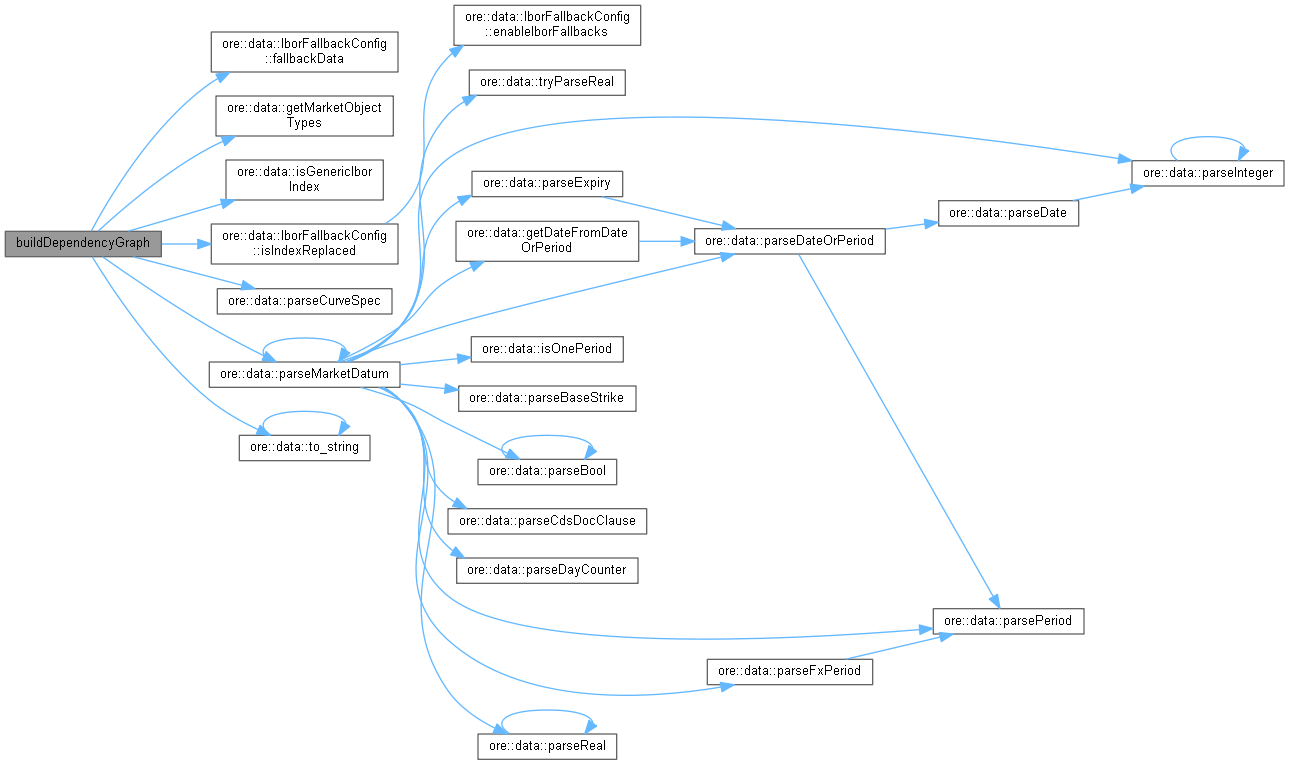 buildDependencyGraph
ore::data::IborFallbackConfig
::fallbackData
ore::data::getMarketObject
Types
ore::data::isGenericIbor
Index
ore::data::IborFallbackConfig
::isIndexReplaced
ore::data::parseCurveSpec
ore::data::parseMarketDatum
ore::data::to_string
ore::data::IborFallbackConfig
::enableIborFallbacks
ore::data::tryParseReal
ore::data::parseExpiry
ore::data::getDateFromDate
OrPeriod
ore::data::isOnePeriod
ore::data::parseBaseStrike
ore::data::parseBool
ore::data::parseCdsDocClause
ore::data::parseDayCounter
ore::data::parseReal
ore::data::parseDateOrPeriod
ore::data::parseFxPeriod
ore::data::parseDate
ore::data::parsePeriod
ore::data::parseInteger